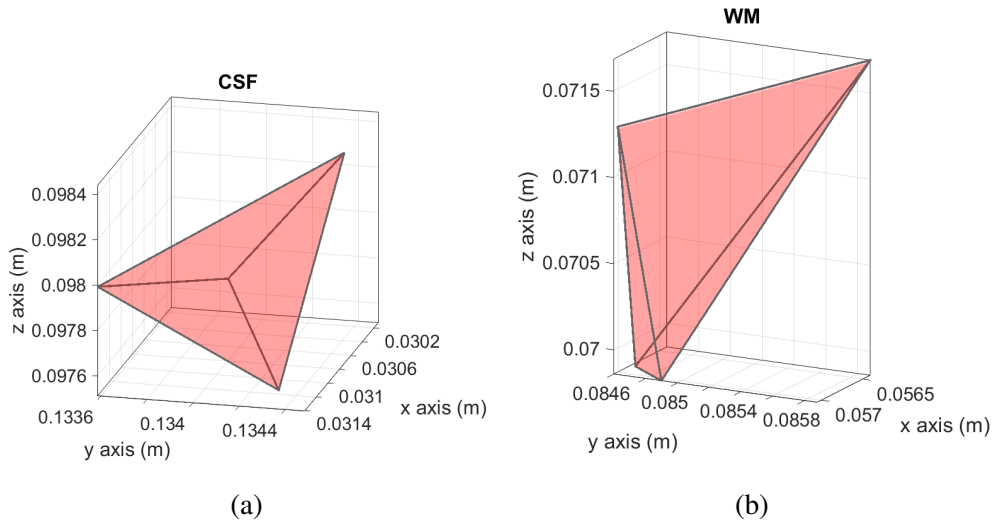 CSF
0.0984
0.0982
0.098
0.0978
0.0976
z axis (m)
0.1336
0.134
0.1344
y axis (m)
0.0302
0.0306
0.031
0.0314
x axis (m)
(a)
WM
0.0715
0.071
0.0705
0.07
z axis (m)
0.0846
0.085
0.0854
0.0858
y axis (m)
0.0565
0.057
x axis (m)
(b)